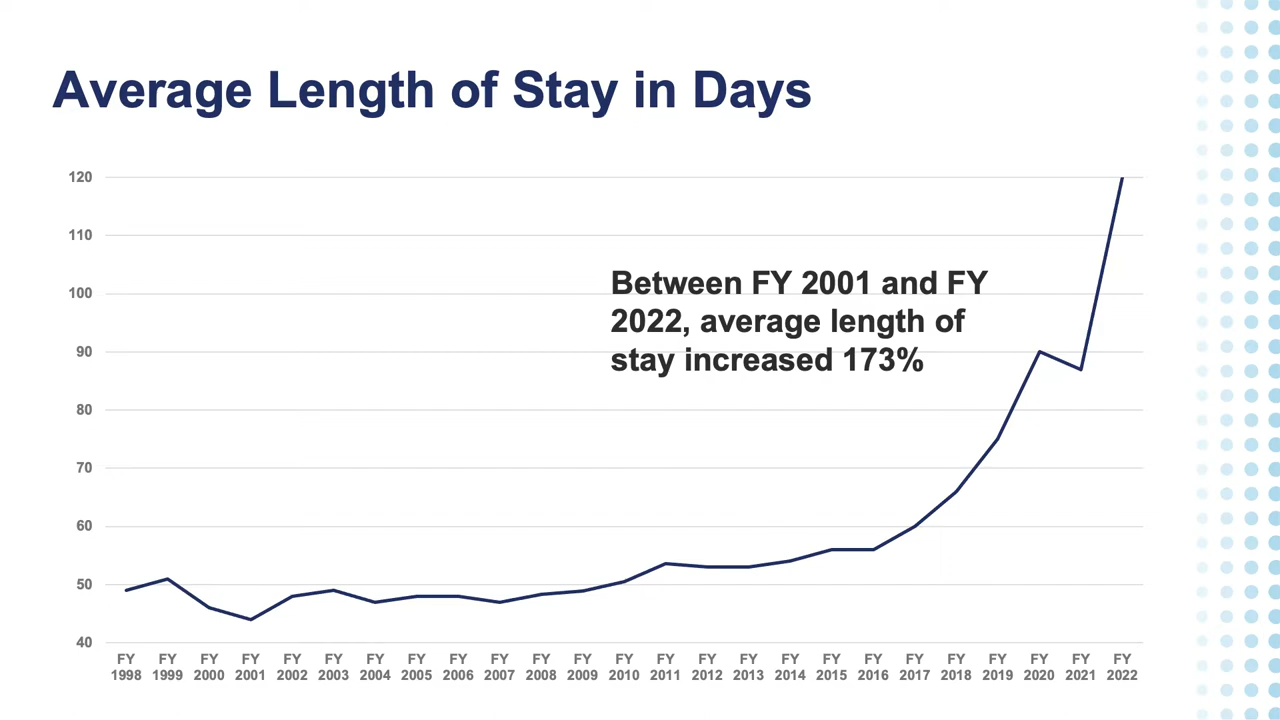 Average Length of Stay in Days
120
110
100
90
80
70
60
50
40
Between FY 2001 and FY
2022, average length of
stay increased 173%
FY FY FY FY FY FY FY FY FY FY FY FY FY FY FY FY FY FY FY FY FY FY FY FY FY
1998 1999 2000 2001 2002 2003 2004 2005 2006 2007 2008 2009 2010 2011 2012 2013 2014 2015 2016 2017 2018 2019 2020 2021 2022